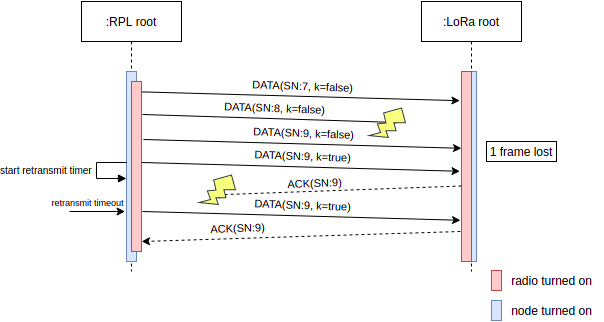 :RPL root
:LoRa root
DATA(SN:7, k=false)
DATA(SN:8, k=false)
DATA(SN:9, k=false)
1 frame lost
DATA(SN:9, k=true)
start retransmit timer
ACK(SN:9)
retransmit timeout
DATA(SN:9, k=true)
ACK(SN:9)
radio turned on
node turned on